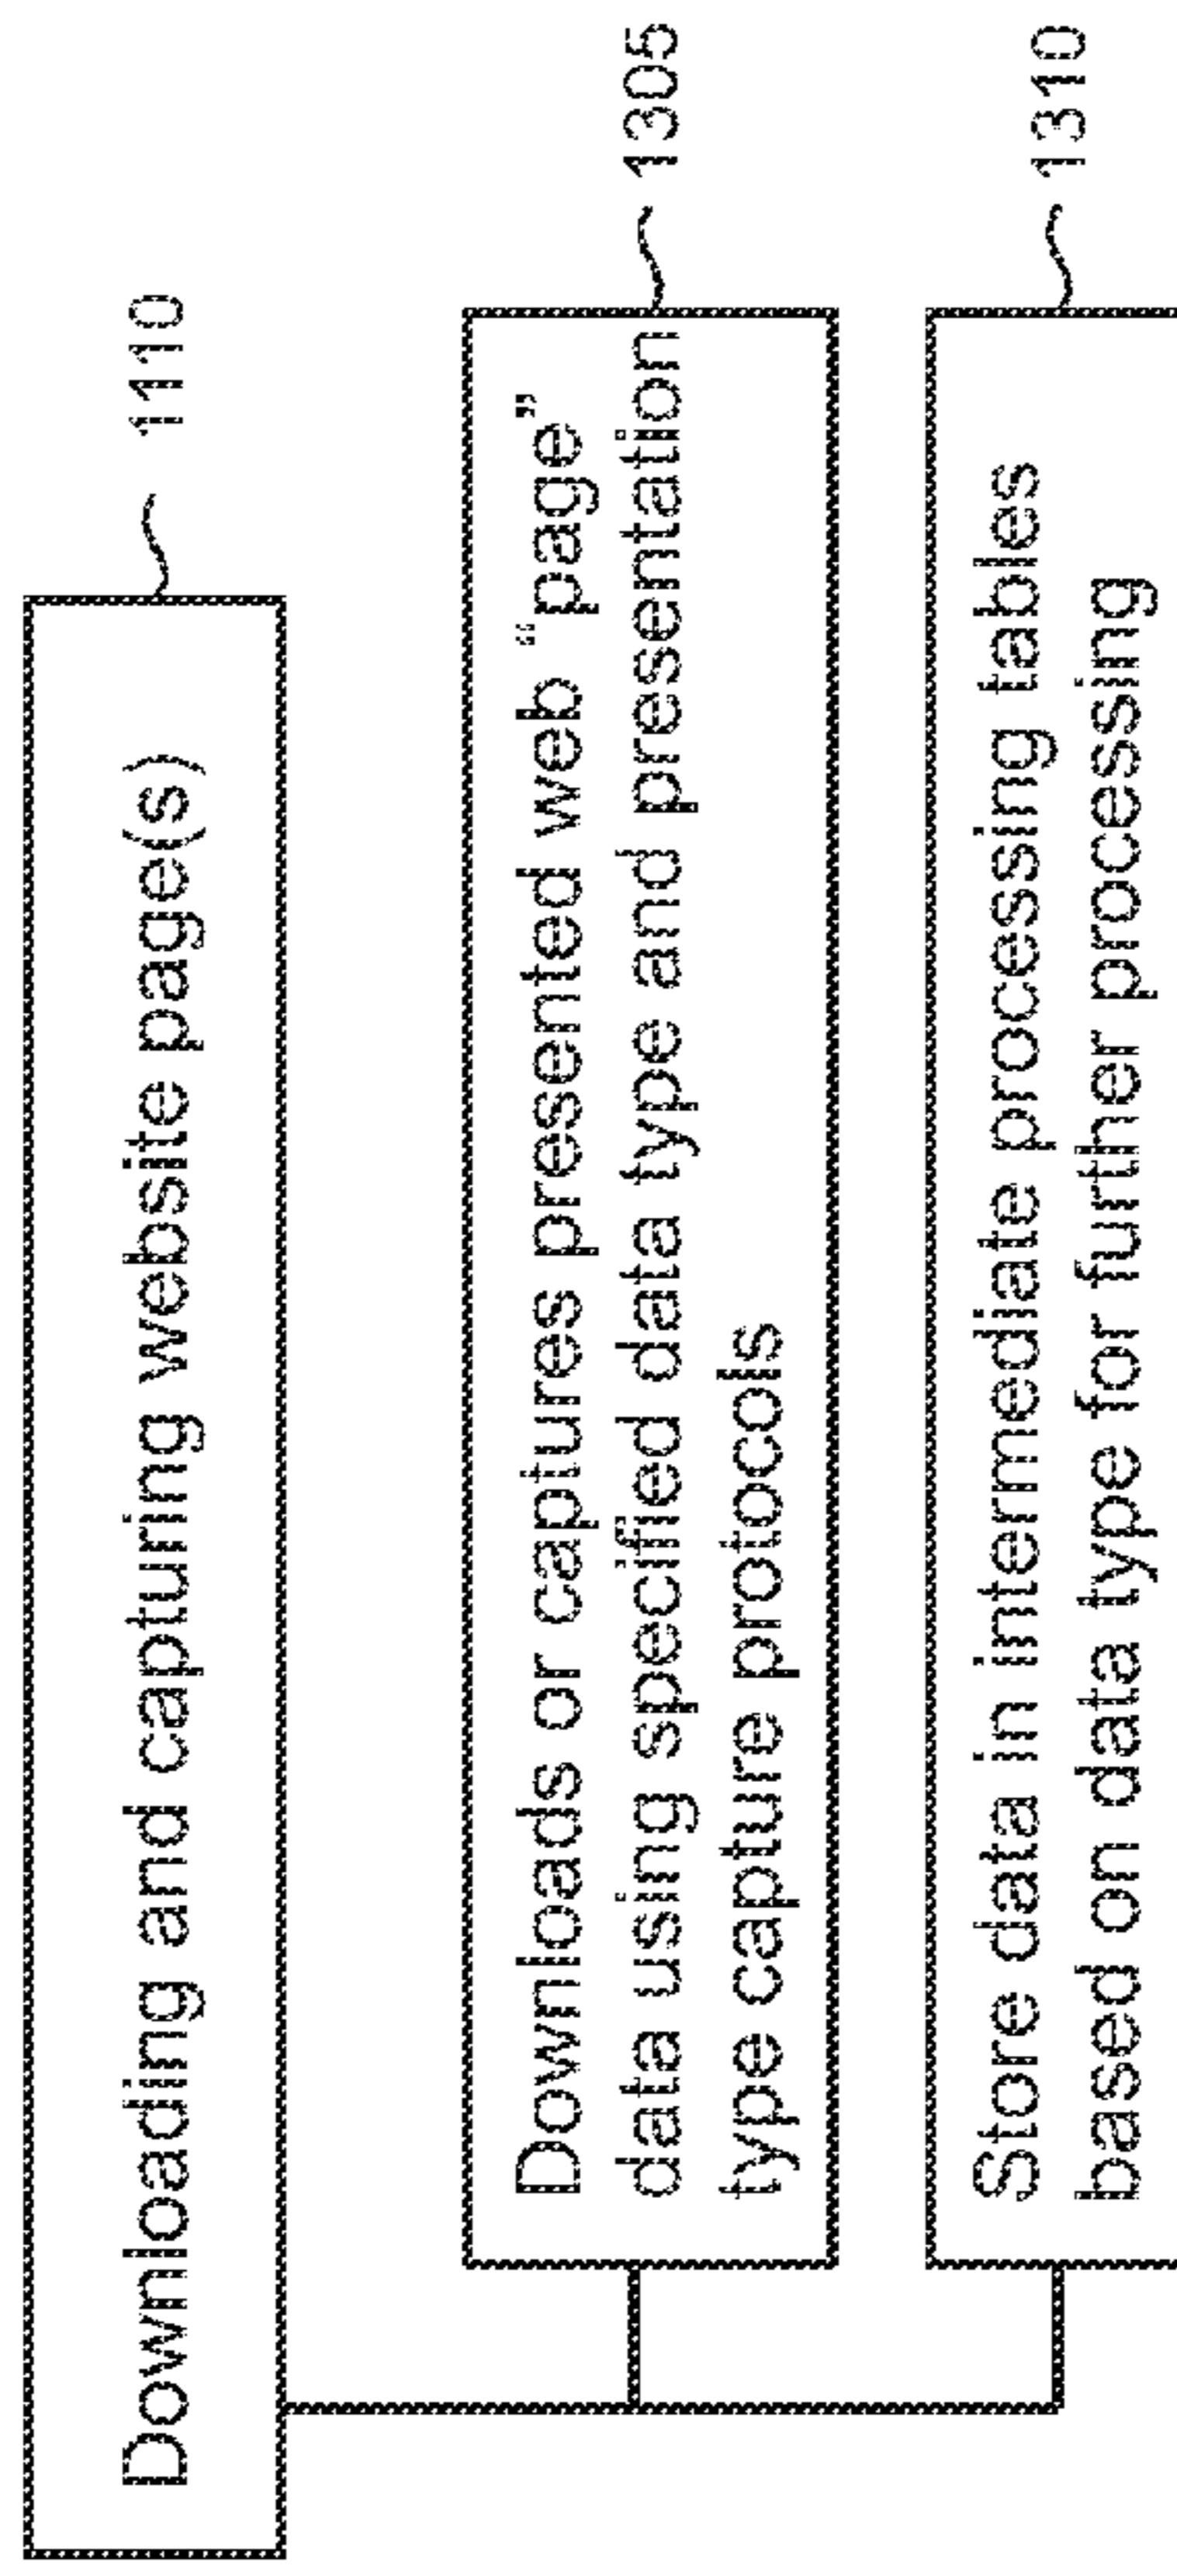 Downloading and capturing website page(s)
1110
Downloads or captures presented web “page”
data using specified data type and presentation
type capture protocols
1305
Store data in intermediate processing tables
based on data type for further processing
1310